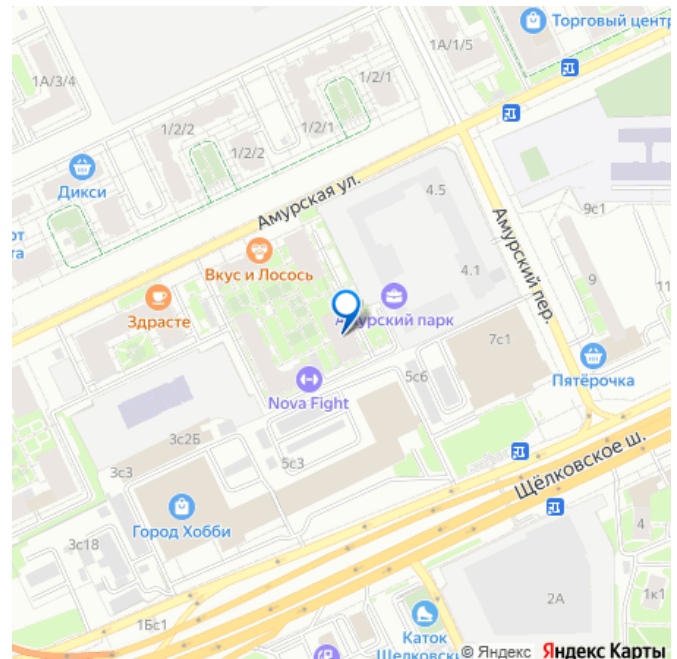 Торговый центр
1А/1/5
1А/3/4
1/2/1
1/2/2
1/2/1
1/2/2
Дикси
Амурская ул.
4.5
Амурский пер.
9с1
Вкус и Лосось
4.1
9
11
Здрасте
Амурский парк
7с1
5с6
Пятёрочка
Nova Fight
3с2Б
5с3
3с3
Щёлковское ш.
Город Хобби
3с18
4
2А
1к1
1Бс1
Каток
© Яндекс Яндекс Карты